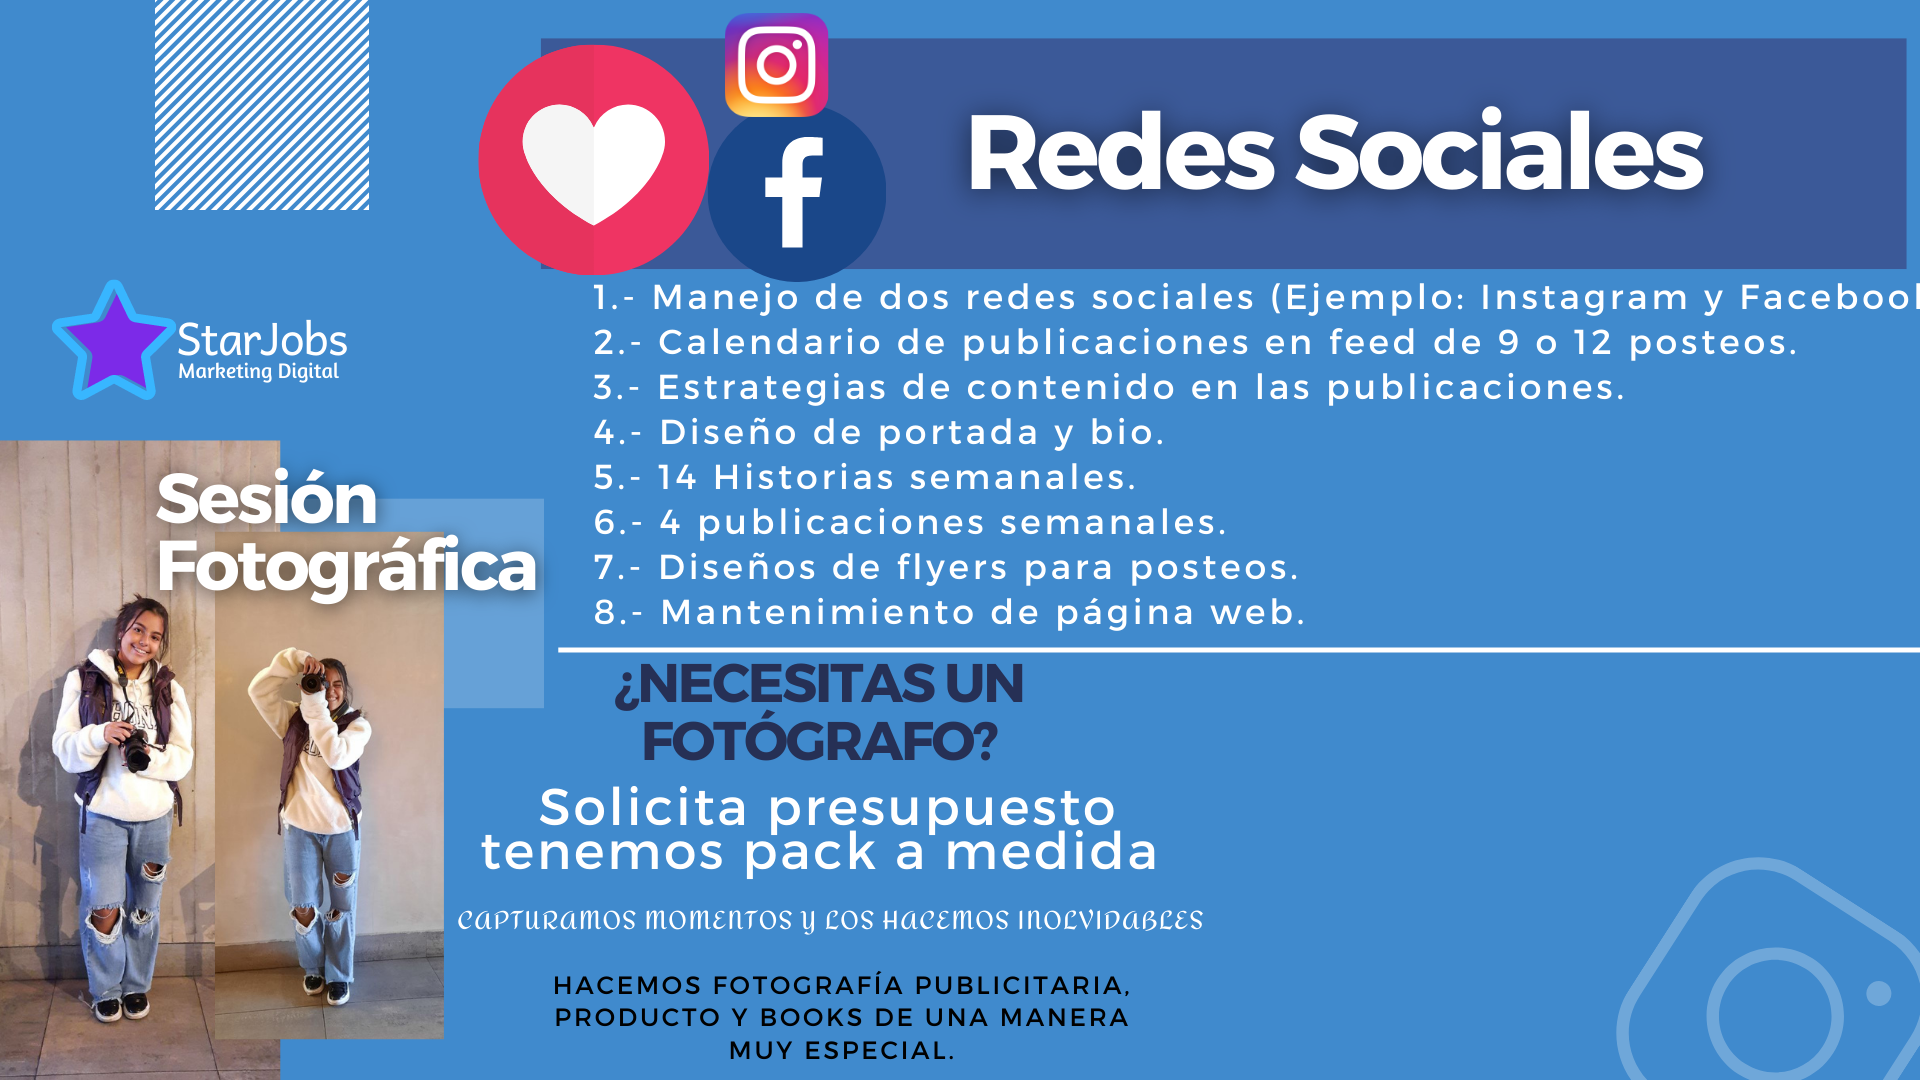 Redes Sociales
StarJobs
Marketing Digital
1.- Manejo de dos redes sociales (Ejemplo: Instagram y
2.- Calendario de publicaciones en feed de 9 o 12 posteos.
3.- Estrategias de contenido en las publicaciones.
4.- Diseño de portada y bio.
5.- 14 Historias semanales.
6.- 4 publicaciones semanales.
7.- Diseños de flyers para posteos.
8.- Mantenimiento de página web.
Sesión
Fotográfica
¿NECESITAS UN
FOTÓGRAFO?
Solicita presupuesto
tenemos pack a medida
CAPTURAMOS MOMENTOS Y LOS HACEMOS INOLVIDABLES
HACEMOS FOTOGRAFÍA PUBLICITARIA,
PRODUCTO Y BOOKS DE UNA MANERA
MUY ESPECIAL.